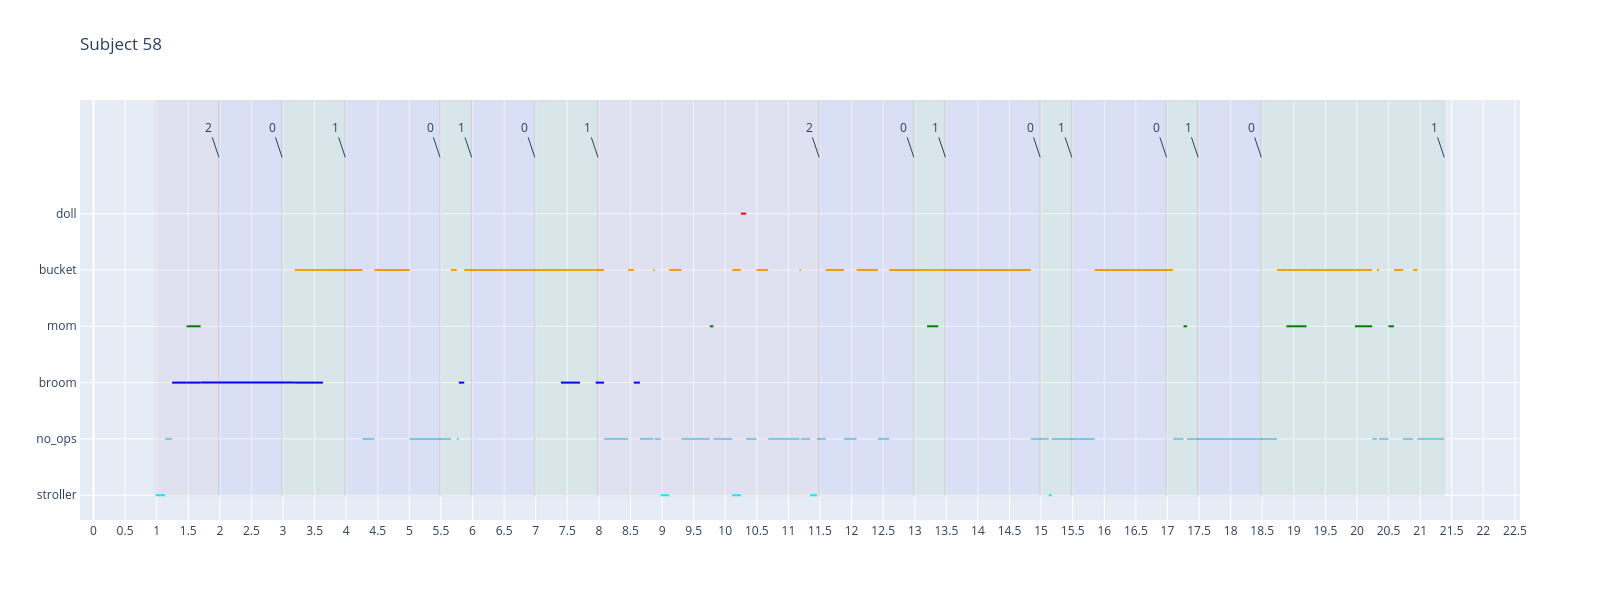 Subject 58
2 0 1 0 1 0 1 2 0 1 0 1 0 1 0 1
doll
bucket
mom
broom
no_ops
stroller
0 0.5 1 1.5 2 2.5 3 3.5 4 4.5 5 5.5 6 6.5 7 7.5 8 8.5 9 9.5 10 10.5 11 11.5 12 12.5 13 13.5 14 14.5 15 15.5 16 16.5 17 17.5 18 18.5 19 19.5 20 20.5 21 21.5 22 22.5